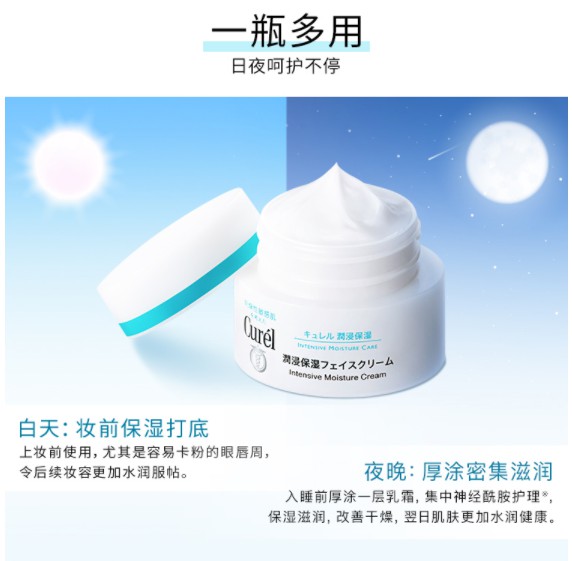 一瓶多用
日夜呵护不停
乾燥性敏感肌
Curél
キュレル 潤浸保湿
INTENSIVE MOISTURE CARE
潤浸保湿フェイスクリーム
Intensive Moisture Cream
白天：妆前保湿打底
上妆前使用，尤其是容易卡粉的眼唇周，
令后续妆容更加水润服帖。
夜晚：厚涂密集滋润
入睡前厚涂一层乳霜，集中神经酰胺护理※，
保湿滋润，改善干燥，翌日肌肤更加水润健康。